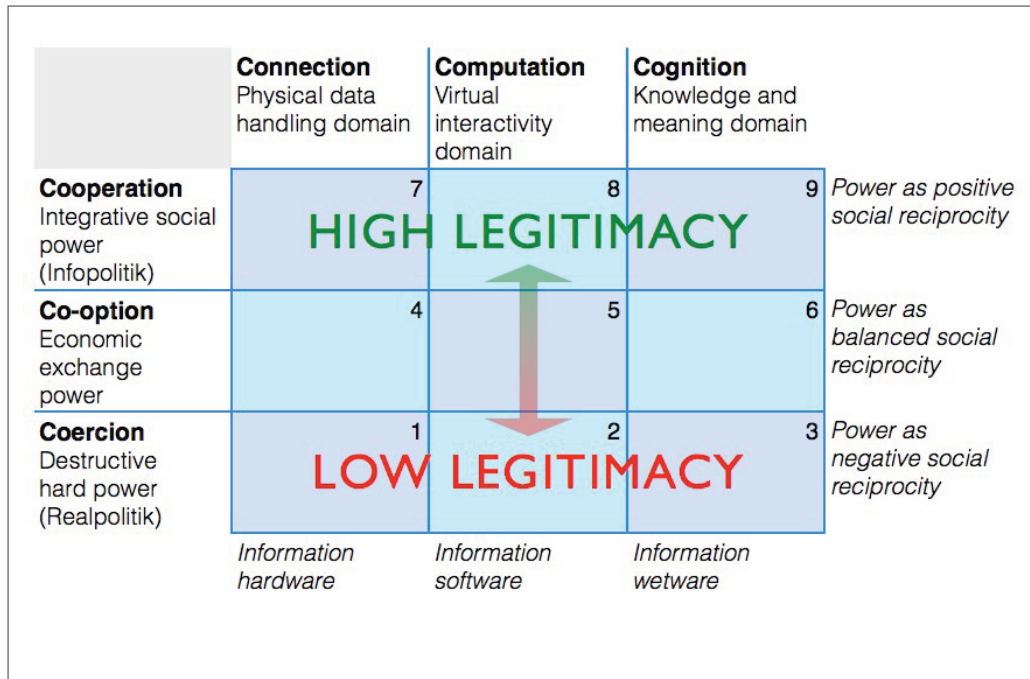 Connection
Physical data
handling domain
Computation
Virtual
interactivity
domain
Cognition
Knowledge and
meaning domain
Cooperation
Integrative social
power
(Infopolitik)
7
8
9
HIGH LEGITIMACY
Power as positive
social reciprocity
Co-option
Economic
exchange
power
4
5
6
Power as
balanced social
reciprocity
Coercion
Destructive
hard power
(Realpolitik)
1
2
3
LOW LEGITIMACY
Power as
negative social
reciprocity
Information
hardware
Information
software
Information
wetware